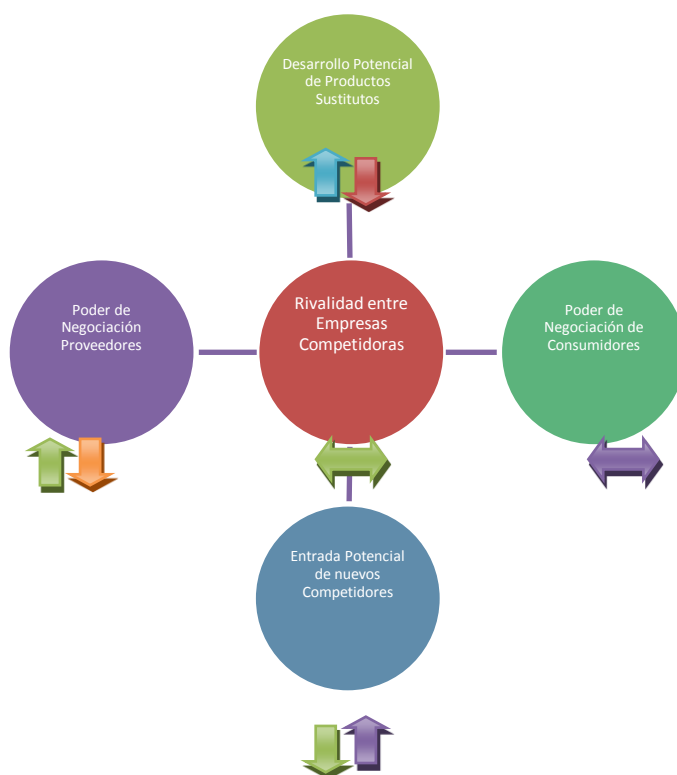 Desarrollo Potencial
de Productos
Sustitutos
Poder de
Negociación
Proveedores
Rivalidad entre
Empresas
Competidoras
Poder de
Negociación de
Consumidores
Entrada Potencial
de nuevos
Competidores